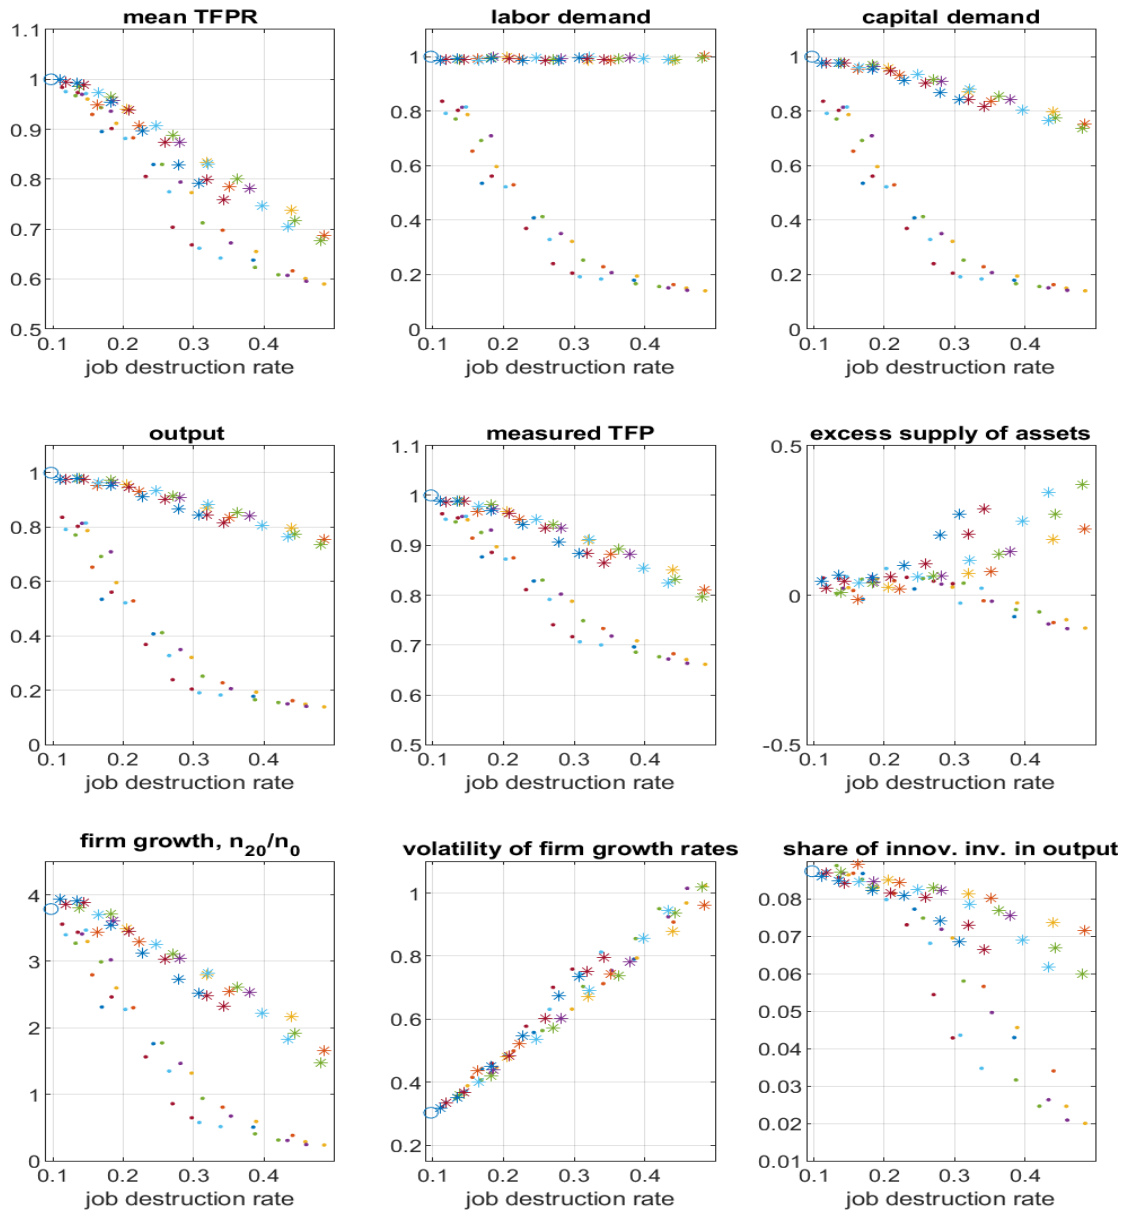 mean TFPR
labor demand
capital demand
1.1
1
0.9
0.8
0.7
0.6
0.5
1
0.8
0.6
0.4
0.2
0
1
0.8
0.6
0.4
0.2
0
0.1 0.2 0.3 0.4
0.1 0.2 0.3 0.4
0.1 0.2 0.3 0.4
job destruction rate
job destruction rate
job destruction rate
output
measured TFP
excess supply of assets
1
0.8
0.6
0.4
0.2
0
1.1
1
0.9
0.8
0.7
0.6
0.5
0.5
0
-0.5
0.1 0.2 0.3 0.4
0.1 0.2 0.3 0.4
0.1 0.2 0.3 0.4
job destruction rate
job destruction rate
job destruction rate
firm growth, n20/n0
volatility of firm growth rates
share of innov. inv. in output
4
3
2
1
0
1
0.8
0.6
0.4
0.2
0.08
0.07
0.06
0.05
0.04
0.03
0.02
0.01
0.1 0.2 0.3 0.4
0.1 0.2 0.3 0.4
0.1 0.2 0.3 0.4
job destruction rate
job destruction rate
job destruction rate